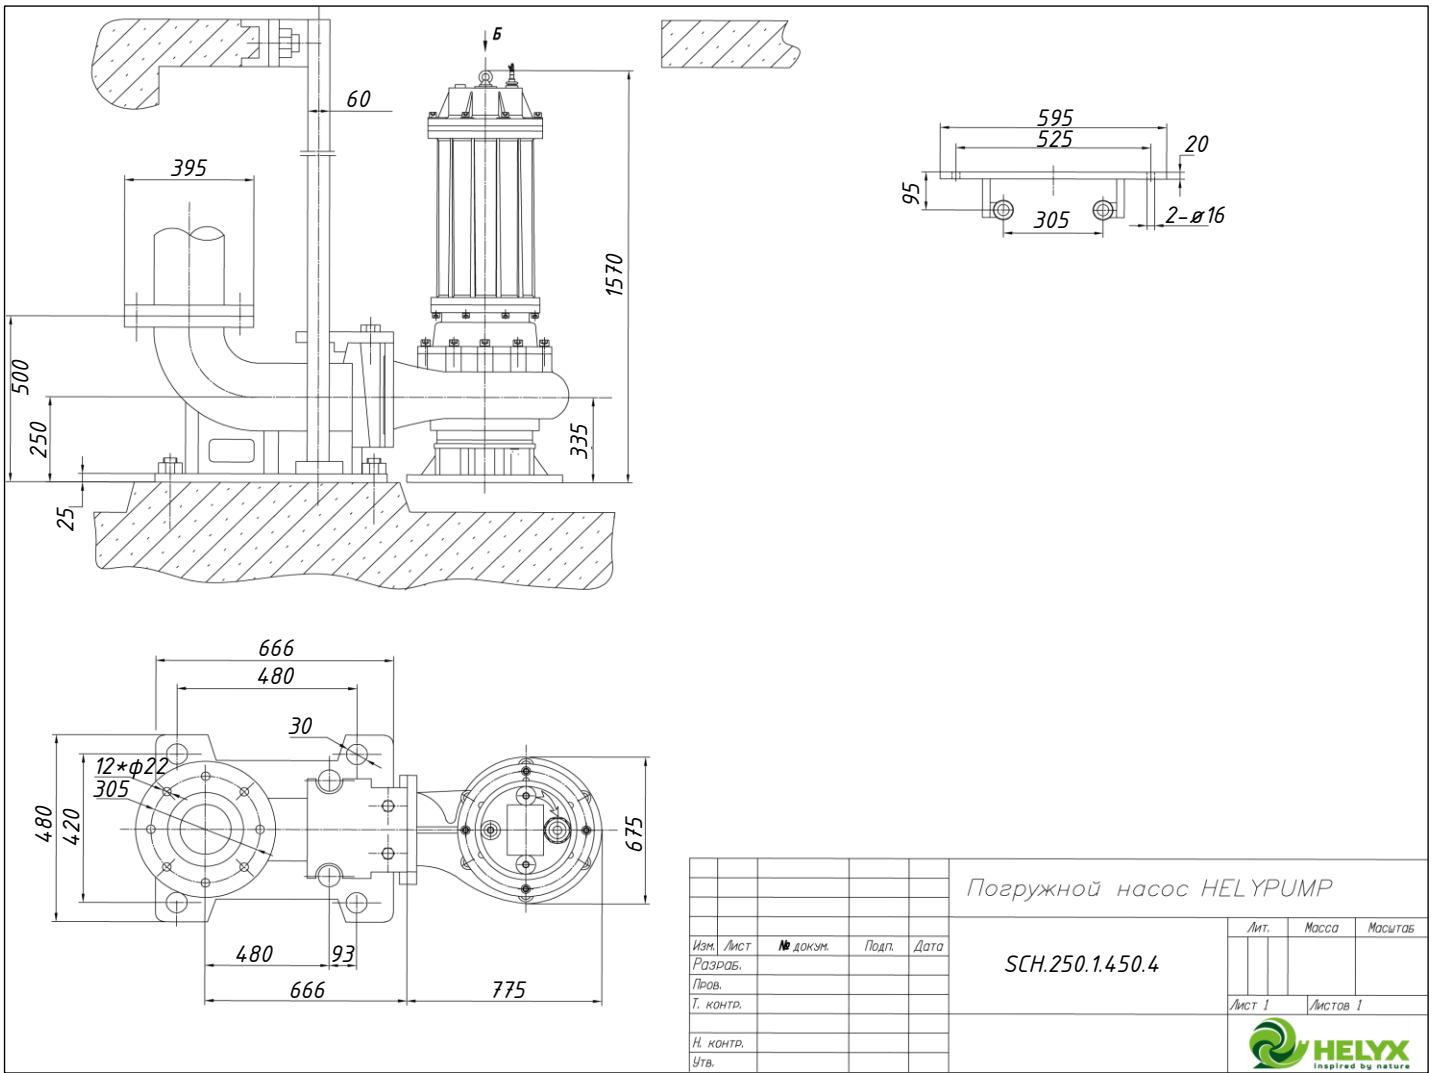 Б
60
395
1570
500
250
335
25
595
525
20
95
305
2-ø16
666
480
30
12*ф22
305
480
420
675
480
93
666
775
Погружной насос HELYPUMP
SCH.250.1.450.4
Лит.
Масса
Масштаб
Изм.
Лист
№ докум.
Подп.
Дата
Разраб.
Пров.
Т. контр.
Н. контр.
Утв.
Лист 1
Листов 1
HELYX
Inspired by nature